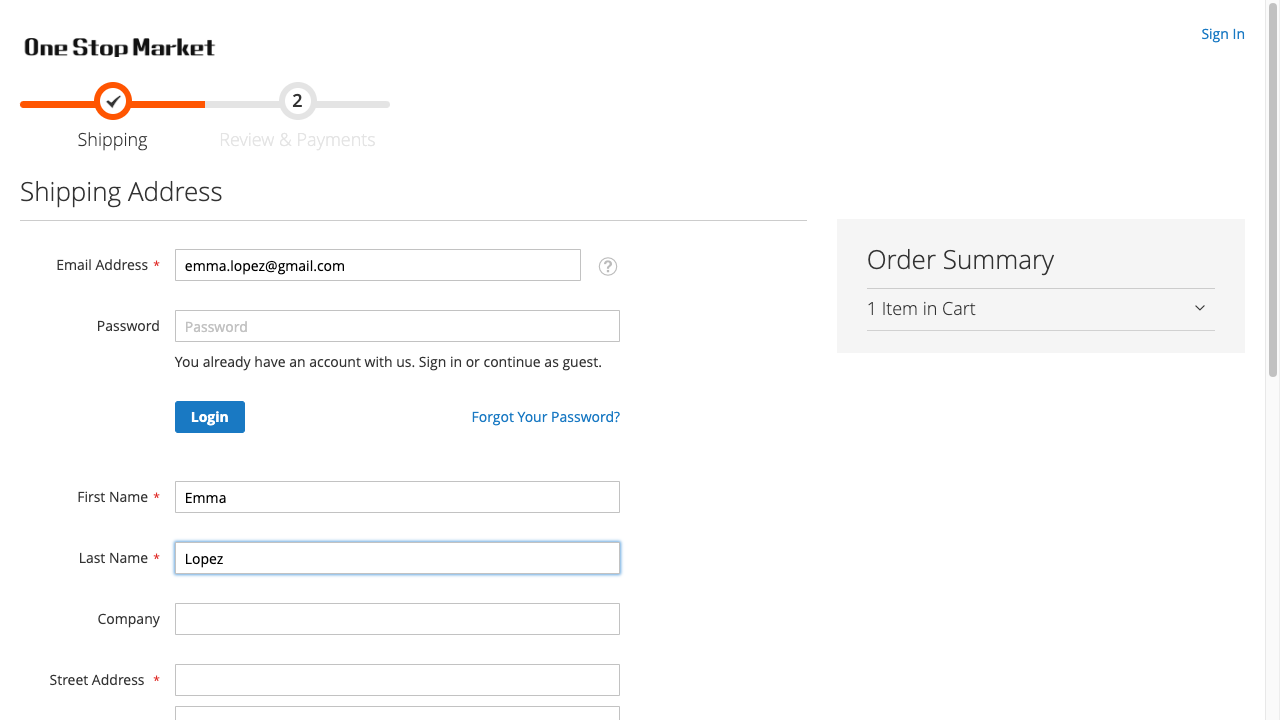 Sign In
One Stop Market
2
Shipping
Review & Payments
Shipping Address
Email Address *
emma.lopez@gmail.com
?
Password
Password
You already have an account with us. Sign in or continue as guest.
Login
Forgot Your Password?
First Name *
Emma
Last Name *
Lopez
Company
Street Address *
Order Summary
1 Item in Cart